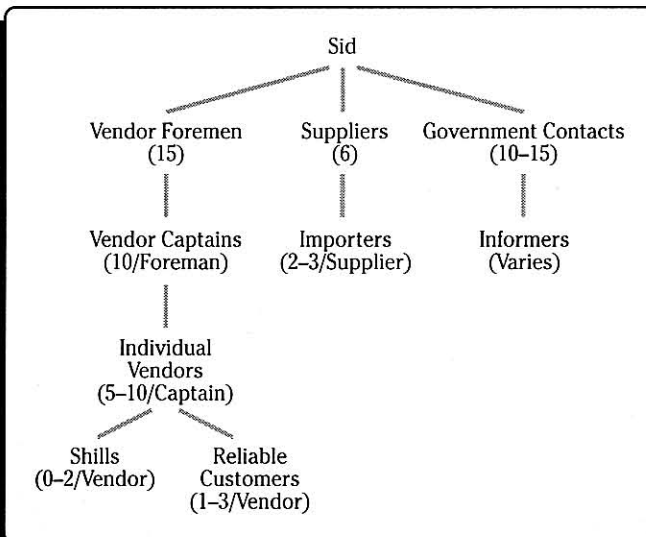 Sid
Vendor Foremen
(15)
Suppliers
(6)
Government Contacts
(10–15)
Vendor Captains
(10/Foreman)
Importers
(2–3/Supplier)
Informers
(Varies)
Individual
Vendors
(5–10/Captain)
Shills
(0–2/Vendor)
Reliable
Customers
(1–3/Vendor)